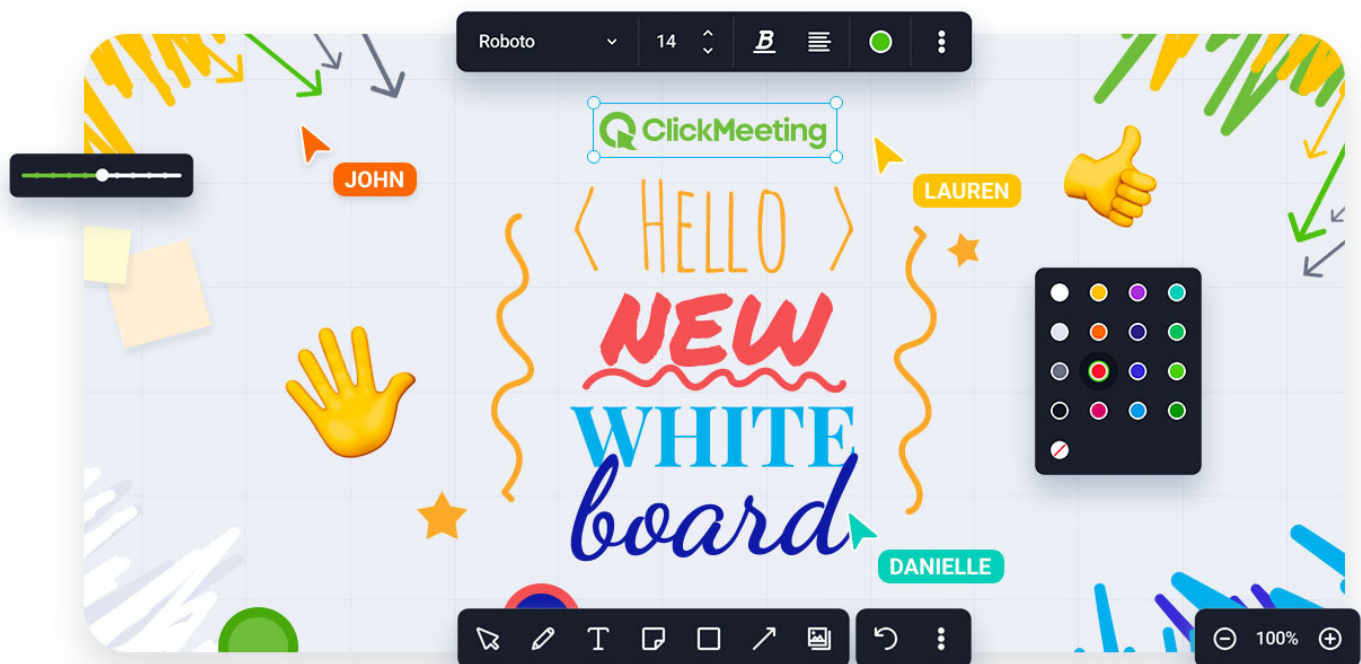 Roboto 14 B
ClickMeeting
JOHN
LAUREN
< HELLO >
NEW
WHITE
board
DANIELLE
T
100%